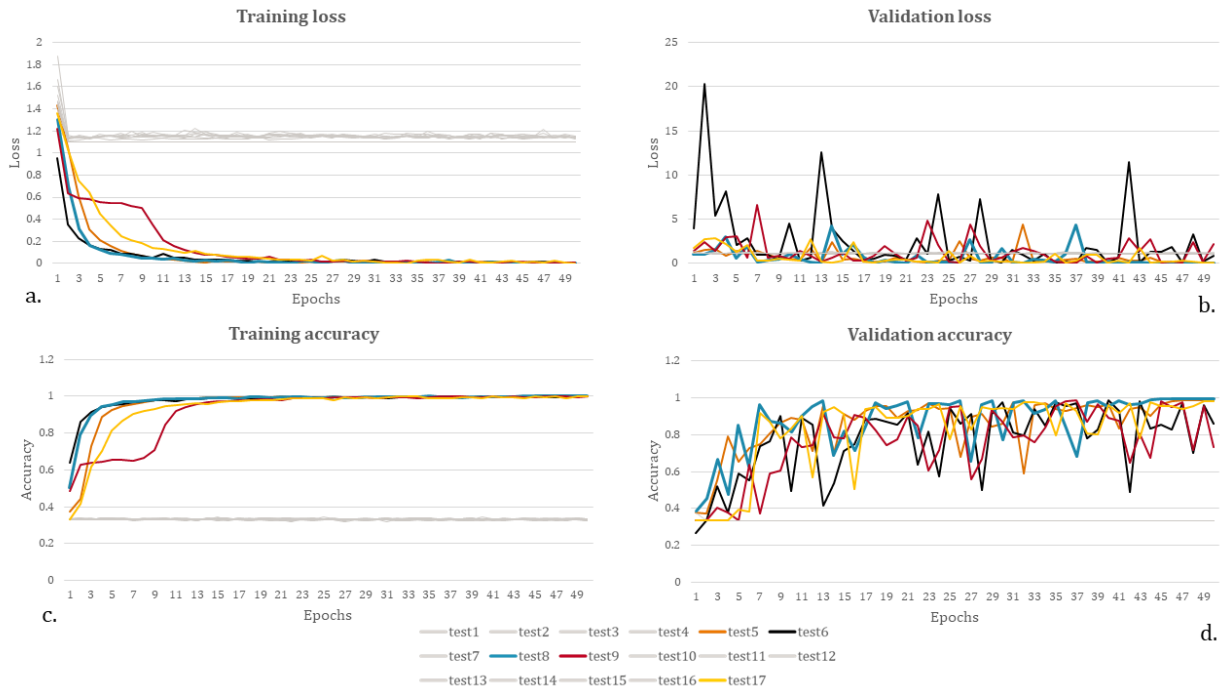 Training loss
2
1.8
1.6
1.4
1.2
1
0.8
0.6
0.4
0.2
0
Loss
1 3 5 7 9 11 13 15 17 19 21 23 25 27 29 31 33 35 37 39 41 43 45 47 49
Epochs
a.
Validation loss
25
20
15
10
5
0
Loss
1 3 5 7 9 11 13 15 17 19 21 23 25 27 29 31 33 35 37 39 41 43 45 47 49
Epochs
b.
Training accuracy
1.2
1
0.8
0.6
0.4
0.2
0
Accuracy
1 3 5 7 9 11 13 15 17 19 21 23 25 27 29 31 33 35 37 39 41 43 45 47 49
Epochs
c.
Validation accuracy
1.2
1
0.8
0.6
0.4
0.2
0
Accuracy
1 3 5 7 9 11 13 15 17 19 21 23 25 27 29 31 33 35 37 39 41 43 45 47 49
Epochs
d.
test1 test2 test3 test4 test5 test6
test7 test8 test9 test10 test11 test12
test13 test14 test15 test16 test17